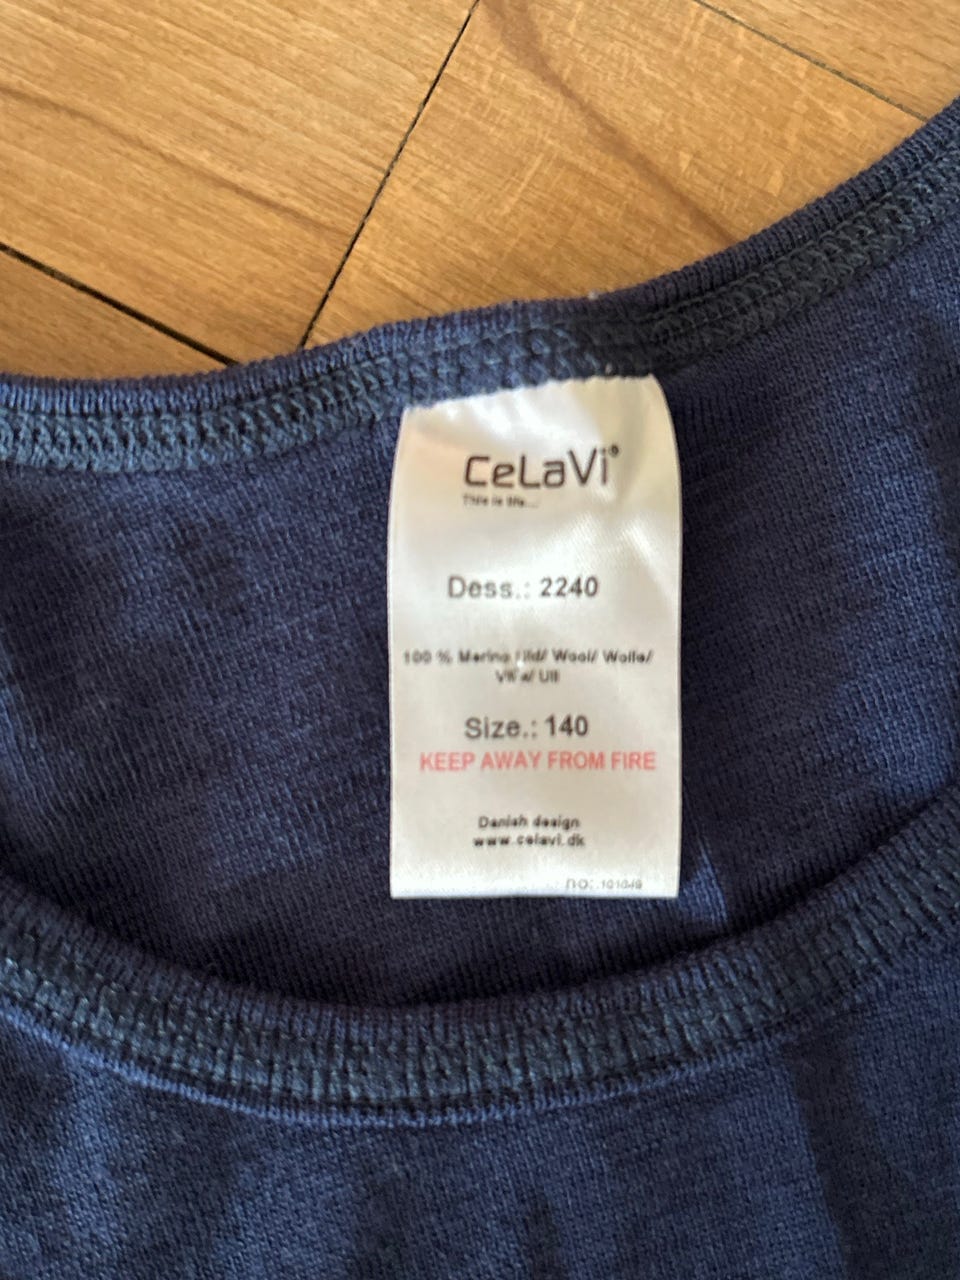 CeLaVi®
This is life...
Dess.: 2240
100 % Merino Uld/ Wool/ Wolle/
Villa/ Ull
Size.: 140
KEEP AWAY FROM FIRE
Danish design
www.celavi.dk
no: